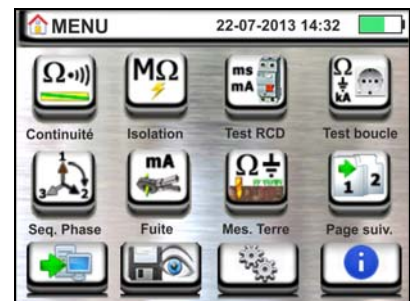 MENU 22-07-2013 14:32
Ω MΩ ms mA Ω kA
Continuité Isolation Test RCD Test boucle
1 2 3 mA Ω 1 2
Seq. Phase Fuite Mes. Terre Page suiv.
i